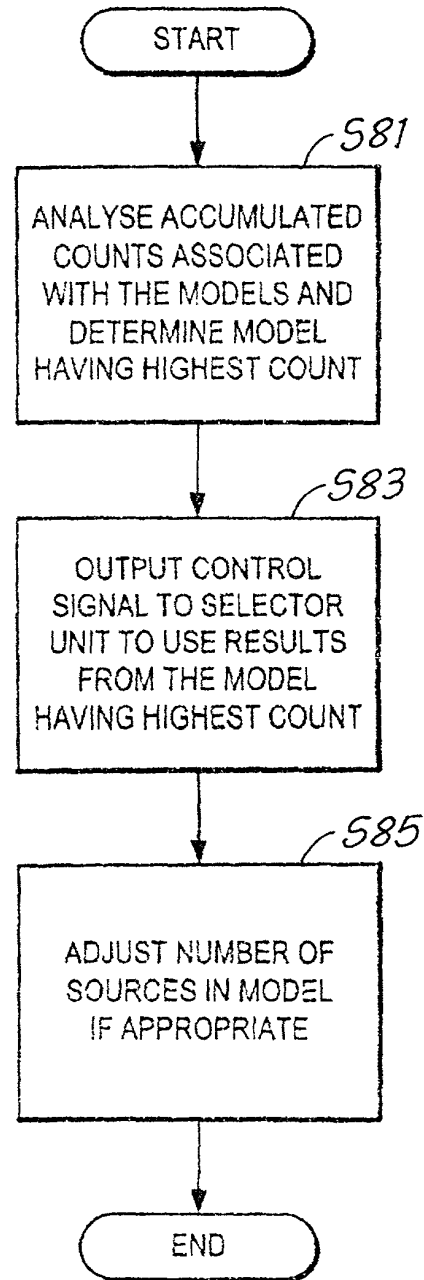 START
S81
ANALYSE ACCUMULATED
COUNTS ASSOCIATED
WITH THE MODELS AND
DETERMINE MODEL
HAVING HIGHEST COUNT
S83
OUTPUT CONTROL
SIGNAL TO SELECTOR
UNIT TO USE RESULTS
FROM THE MODEL
HAVING HIGHEST COUNT
S85
ADJUST NUMBER OF
SOURCES IN MODEL
IF APPROPRIATE
END